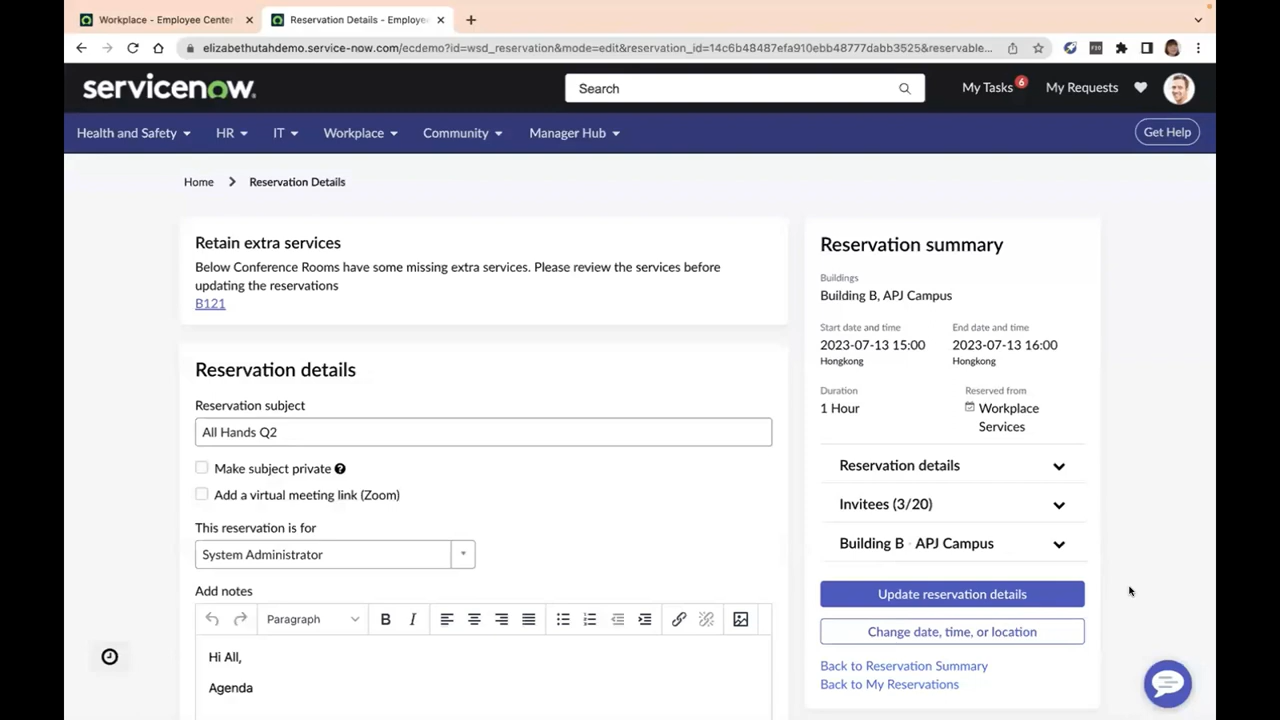 Workplace - Employee Center
Reservation Details - Employe
elizabethutahdemo.service-now.com/ecdemo?id=wsd_reservation&mode=edit&reservation_id=14c6b48487efa910ebb48777dabb3525&reservable...
servicenow.
Search
My Tasks 6
My Requests
Health and Safety
HR
IT
Workplace
Community
Manager Hub
Get Help
Home > Reservation Details
Retain extra services
Below Conference Rooms have some missing extra services. Please review the services before
updating the reservations
B121
Reservation details
Reservation subject
All Hands Q2
Make subject private ?
Add a virtual meeting link (Zoom)
This reservation is for
System Administrator
Add notes
Paragraph B I
Hi All,
Agenda
Reservation summary
Buildings
Building B, APJ Campus
Start date and time End date and time
2023-07-13 15:00 2023-07-13 16:00
Hongkong Hongkong
Duration Reserved from
1 Hour Workplace
Services
Reservation details
Invitees (3/20)
Building B - APJ Campus
Update reservation details
Change date, time, or location
Back to Reservation Summary
Back to My Reservations